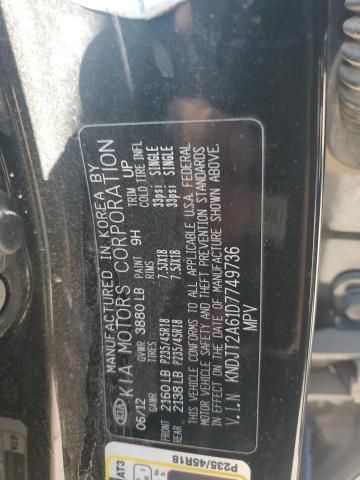 MANUFACTURED IN KOREA BY
KIA KIA MOTORS CORPORATION
06/12 GVWR 3880 LB PAINT 9H TRIM UP
GAWR TIRES RIMS COLD TIRE INFL
FRONT 2160 LB P235/45R18 7.5JX18 33psi SINGLE
REAR 2138 LB P235/45R18 7.5JX18 33psi SINGLE
THIS VEHICLE CONFORMS TO ALL APPLICABLE U.S.A. FEDERAL
MOTOR VEHICLE SAFETY AND THEFT PREVENTION STANDARDS
IN EFFECT ON THE DATE OF MANUFACTURE SHOWN ABOVE.
V.I.N KNDJT2A61D7749736
MPV
P235/45R18